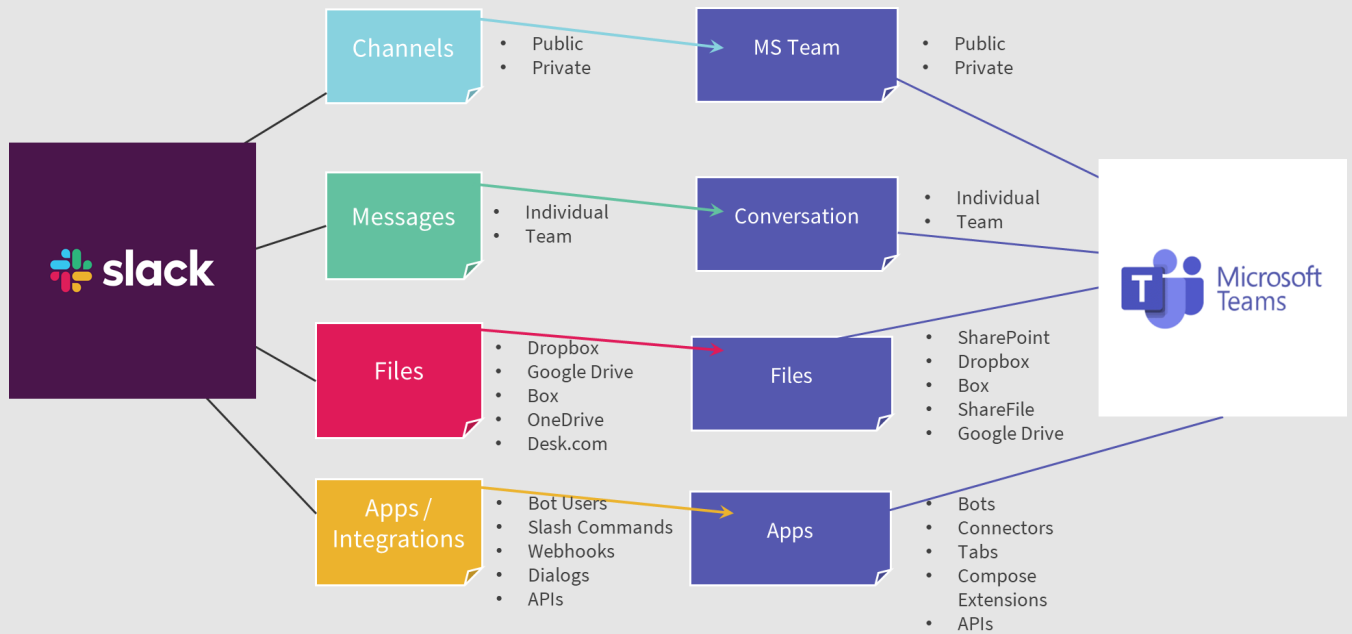 Channels
• Public
• Private
MS Team
• Public
• Private
slack
Messages
• Individual
• Team
Conversation
• Individual
• Team
T
Microsoft
Teams
Files
• Dropbox
• Google Drive
• Box
• OneDrive
• Desk.com
Files
• SharePoint
• Dropbox
• Box
• ShareFile
• Google Drive
Apps /
Integrations
• Bot Users
• Slash Commands
• Webhooks
• Dialogs
• APIs
Apps
• Bots
• Connectors
• Tabs
• Compose
Extensions
• APIs